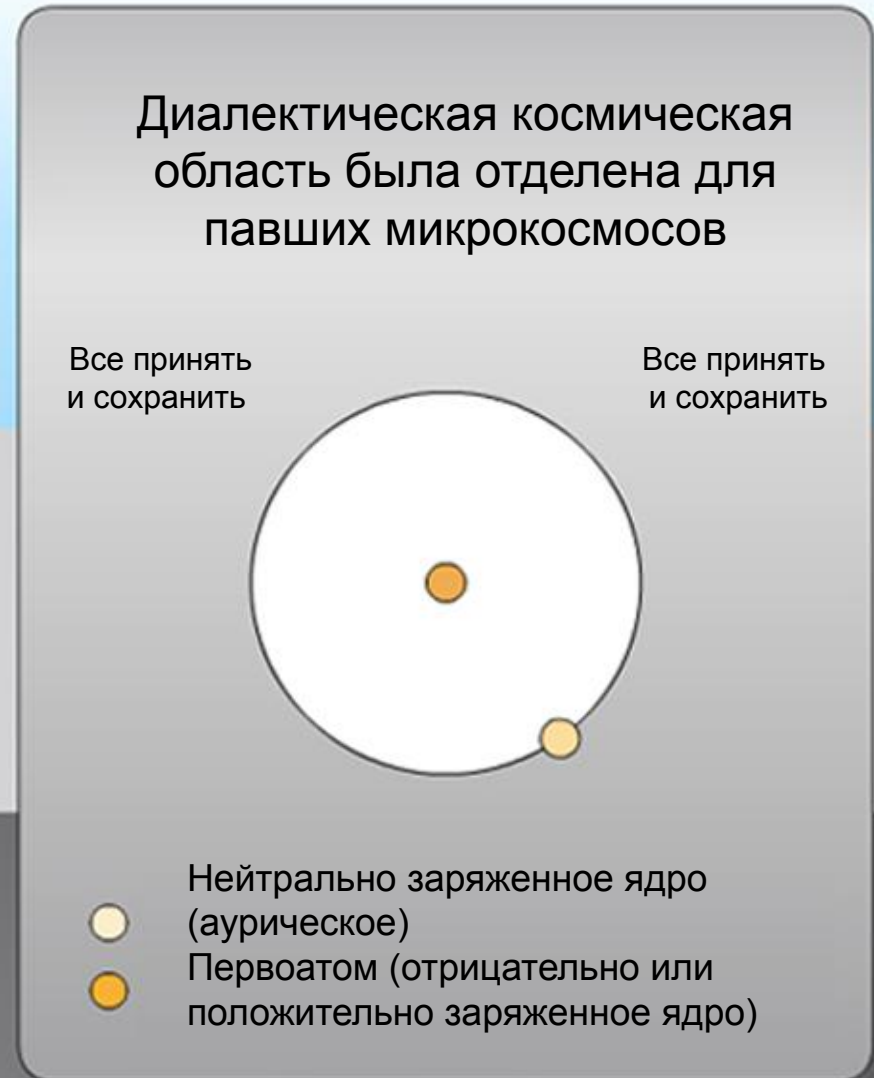 Диалектическая космическая
область была отделена для
павших микрокосмосов
Все принять
и сохранить
Все принять
и сохранить
Нейтрально заряженное ядро
(аурическое)
Первоатом (отрицательно или
положительно заряженное ядро)